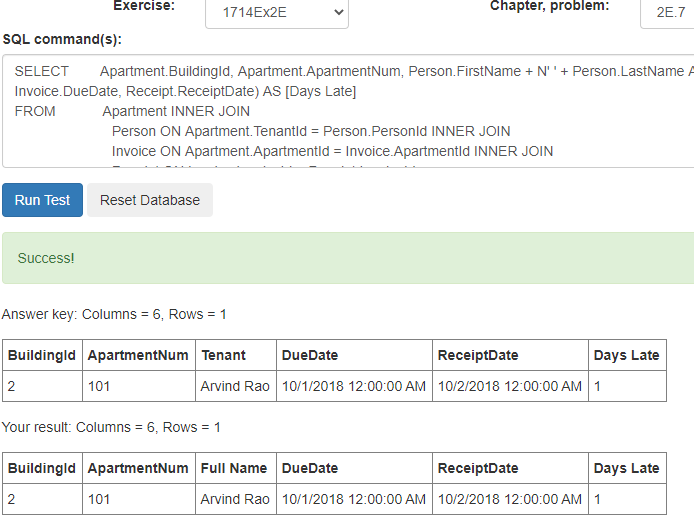 Exercise: 1714Ex2E Chapter, problem: 2E.7
SQL command(s):
SELECT Apartment.BuildingId, Apartment.ApartmentNum, Person.FirstName + N' ' + Person.LastName A
Invoice.DueDate, Receipt.ReceiptDate) AS [Days Late]
FROM Apartment INNER JOIN
Person ON Apartment.TenantId = Person.PersonId INNER JOIN
Invoice ON Apartment.ApartmentId = Invoice.ApartmentId INNER JOIN
Run Test Reset Database
Success!
Answer key: Columns = 6, Rows = 1
BuildingId ApartmentNum Tenant DueDate ReceiptDate Days Late
2 101 Arvind Rao 10/1/2018 12:00:00 AM 10/2/2018 12:00:00 AM 1
Your result: Columns = 6, Rows = 1
BuildingId ApartmentNum Full Name DueDate ReceiptDate Days Late
2 101 Arvind Rao 10/1/2018 12:00:00 AM 10/2/2018 12:00:00 AM 1